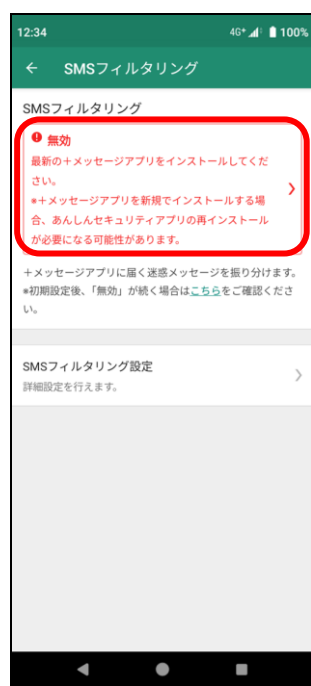 12:34 4G+ 100%
← SMSフィルタリング
SMSフィルタリング
無効
最新の＋メッセージアプリをインストールしてくだ
さい。
※＋メッセージアプリを新規でインストールする場
合、あんしんセキュリティアプリの再インストール
が必要になる可能性があります。
＋メッセージアプリに届く迷惑メッセージを振り分けます。
※初期設定後、「無効」が続く場合はこちらをご確認くださ
い。
SMSフィルタリング設定
詳細設定を行えます。